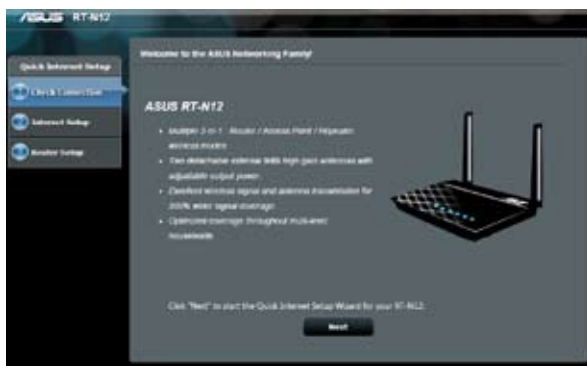 ASUS RT-N12
Quick Internet Setup
Check Connection
Internet Setup
Router Setup
Welcome to the ASUS Networking Family!
ASUS RT-N12
• Multiple 3-in-1 Router / Access Point / Repeater
wireless modes
• Two detachable external 9dBi high gain antennas with
adjustable output power.
• Excellent wireless signal and antenna transmission for
300% wider signal coverage.
• Optimized coverage throughout multi-level
households
Click "Next" to start the Quick Internet Setup Wizard for your RT-N12.
Next